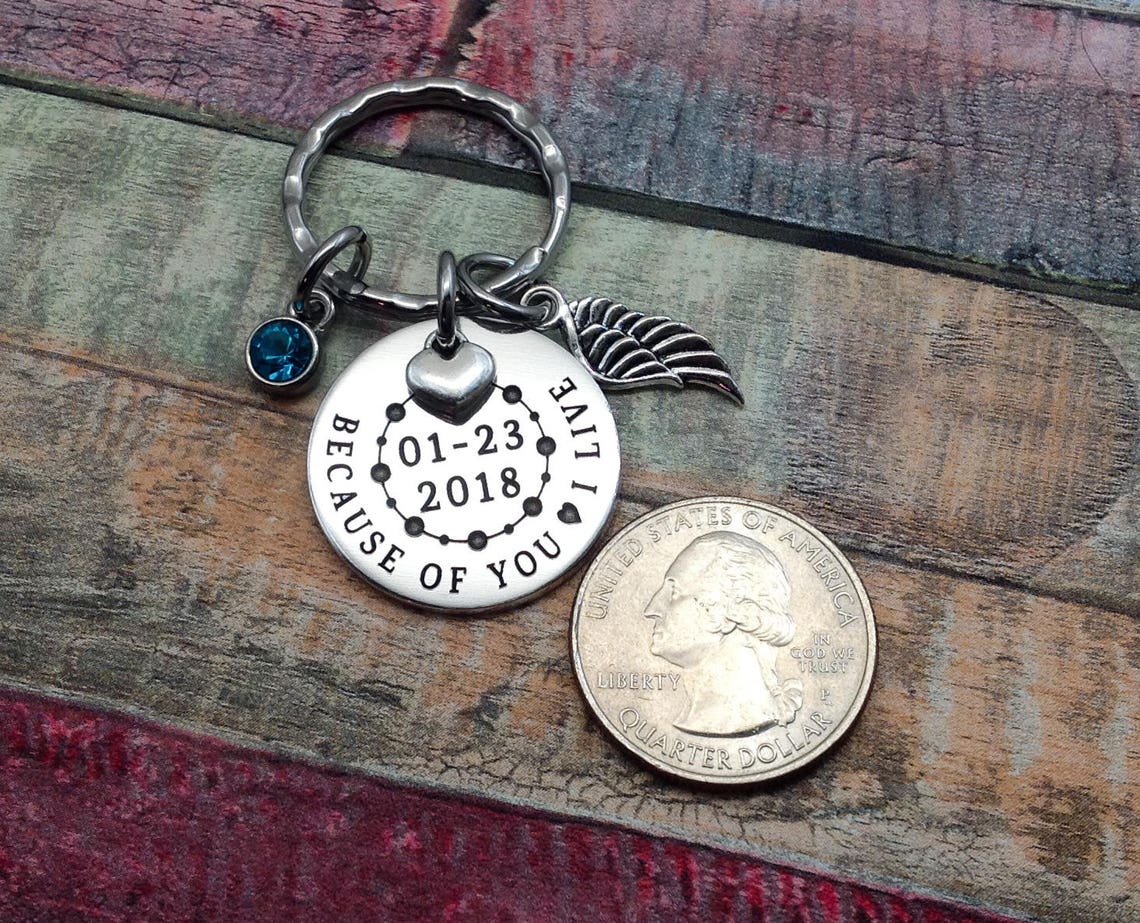 BECAUSE OF YOU ♥ I LIVE
01-23
2018
UNITED STATES OF AMERICA
LIBERTY
IN
GOD WE
TRUST
P
QUARTER DOLLAR